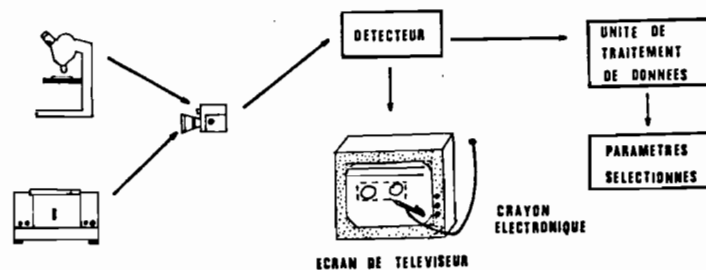 DETECTEUR
UNITE DE
TRAITEMENT
DE DONNEES
PARAMETRES
SELECTIONNES
CRAYON
ELECTRONIQUE
ECRAN DE TELEVISEUR